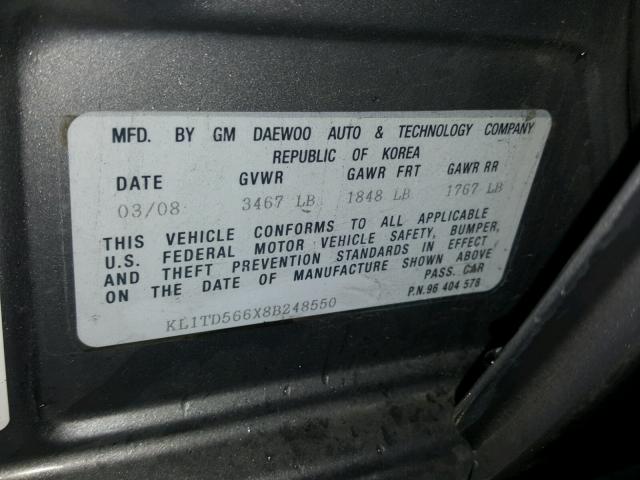 MFD. BY GM DAEWOO AUTO & TECHNOLOGY COMPANY
REPUBLIC OF KOREA
DATE GVWR GAWR FRT GAWR RR
03/08 3467 LB 1848 LB 1767 LB
THIS VEHICLE CONFORMS TO ALL APPLICABLE
U.S. FEDERAL MOTOR VEHICLE SAFETY, BUMPER,
AND THEFT PREVENTION STANDARDS IN EFFECT
ON THE DATE OF MANUFACTURE SHOWN ABOVE
PASS. CAR
KL1TD566X8B248550 P.N.96 404 578